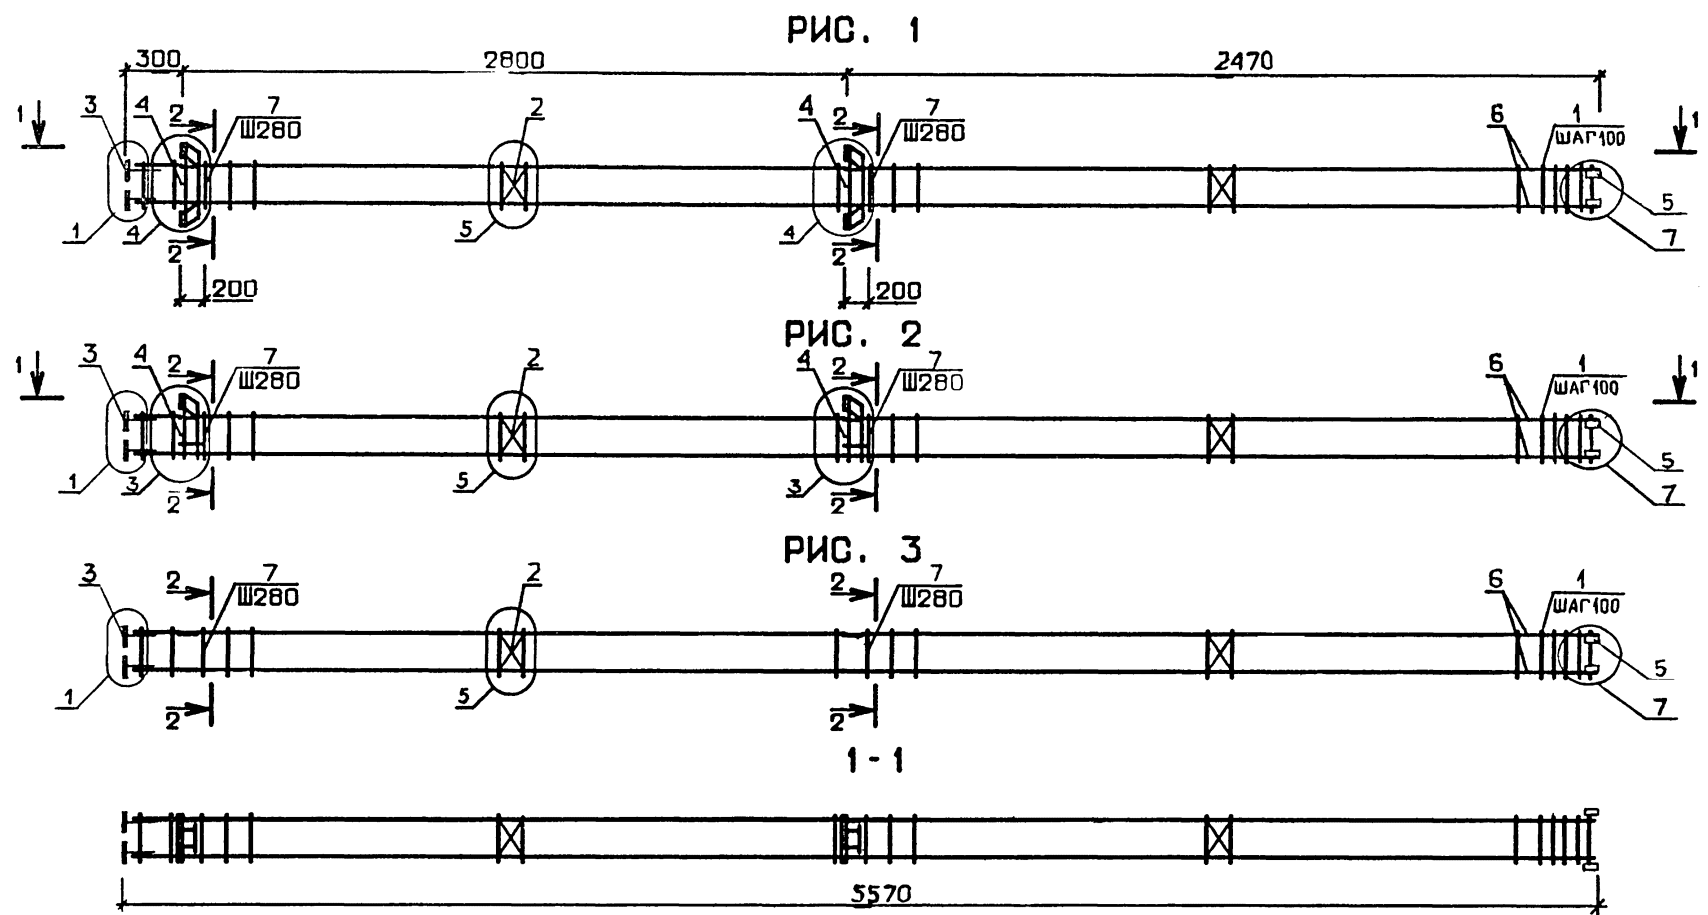 РИС. 1
300 2800 2470
1 3 4 2 7 Ш280 2 4 2 7 Ш280 6 1 ШАГ100 1
1 4 2 5 4 2 5 7
200 200
РИС. 2
1 3 4 2 7 Ш280 2 4 2 7 Ш280 6 1 ШАГ100 1
1 3 2 5 3 2 5 7
РИС. 3
3 2 7 Ш280 2 2 7 Ш280 6 1 ШАГ100
1 2 5 2 5 7
1-1
5570